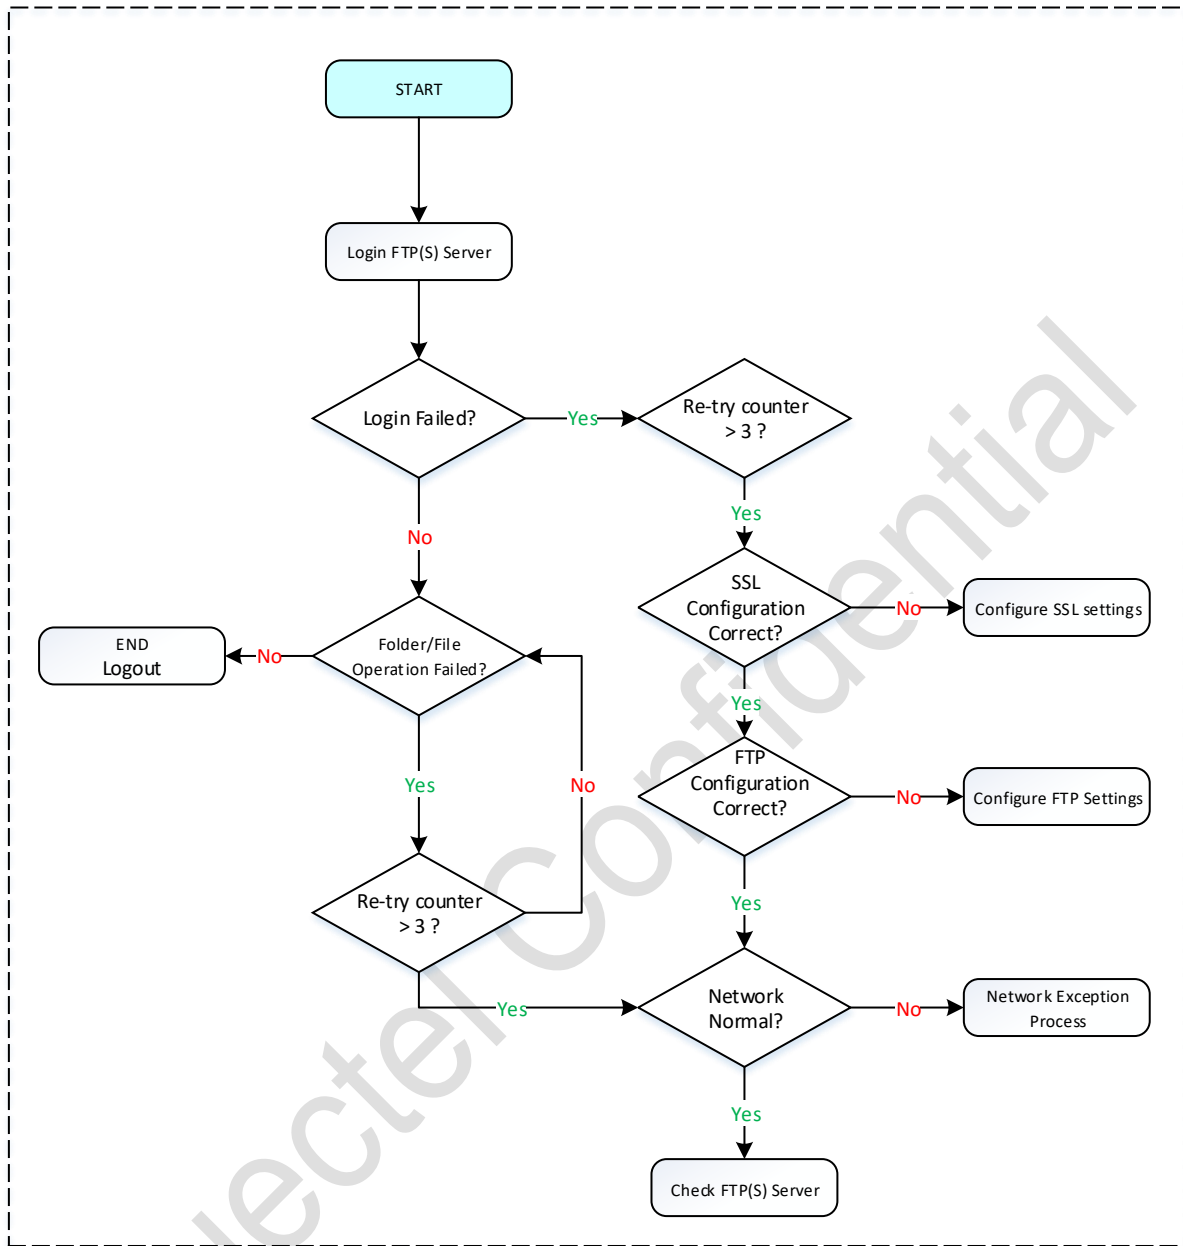 START
Login FTP(S) Server
Login Failed?
Yes
Re-try counter
> 3 ?
Yes
No
SSL
Configuration
Correct?
No
Configure SSL settings
END
Logout
No
Folder/File
Operation Failed?
Yes
FTP
Configuration
Correct?
No
Configure FTP Settings
Yes
No
Re-try counter
> 3 ?
Yes
Yes
Network
Normal?
No
Network Exception
Process
Yes
Check FTP(S) Server
Confidential